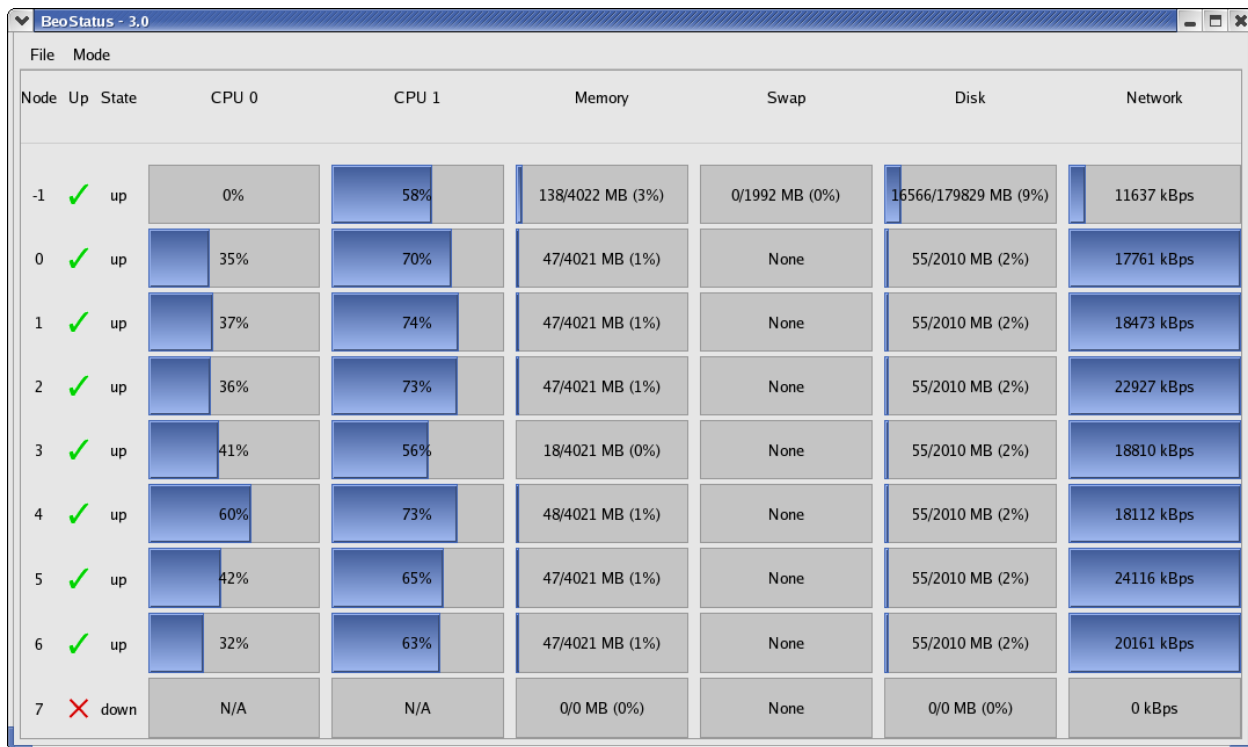 BeoStatus - 3.0
File Mode
Node Up State CPU 0 CPU 1 Memory Swap Disk Network
-1 up 0% 58% 138/4022 MB (3%) 0/1992 MB (0%) 16566/179829 MB (9%) 11637 kBps
0 up 35% 70% 47/4021 MB (1%) None 55/2010 MB (2%) 17761 kBps
1 up 37% 74% 47/4021 MB (1%) None 55/2010 MB (2%) 18473 kBps
2 up 36% 73% 47/4021 MB (1%) None 55/2010 MB (2%) 22927 kBps
3 up 41% 56% 18/4021 MB (0%) None 55/2010 MB (2%) 18810 kBps
4 up 60% 73% 48/4021 MB (1%) None 55/2010 MB (2%) 18112 kBps
5 up 42% 65% 47/4021 MB (1%) None 55/2010 MB (2%) 24116 kBps
6 up 32% 63% 47/4021 MB (1%) None 55/2010 MB (2%) 20161 kBps
7 down N/A N/A 0/0 MB (0%) None 0/0 MB (0%) 0 kBps